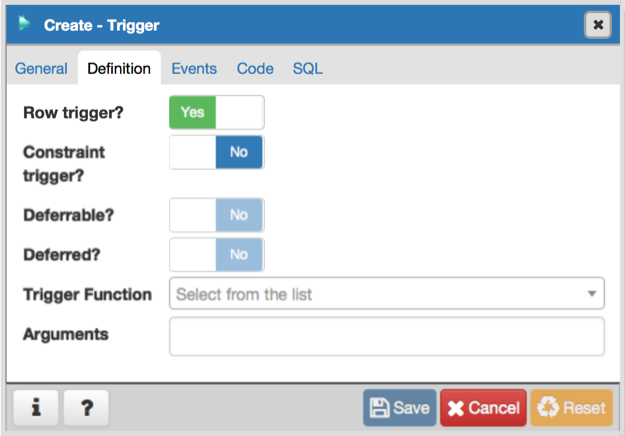 Create - Trigger
General Definition Events Code SQL
Row trigger? Yes
Constraint
trigger? No
Deferrable? No
Deferred? No
Trigger Function Select from the list
Arguments
i ? Save Cancel Reset